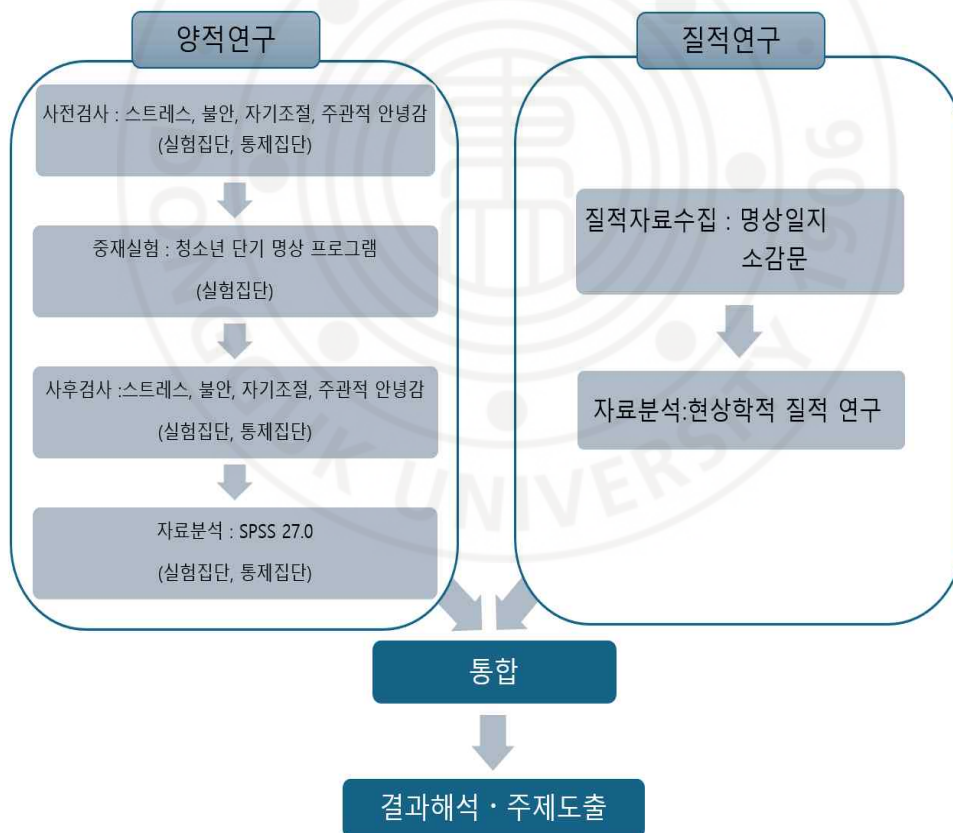 양적연구
사전검사 : 스트레스, 불안, 자기조절, 주관적 안녕감
(실험집단, 통제집단)
중재실험 : 청소년 단기 명상 프로그램
(실험집단)
사후검사 :스트레스, 불안, 자기조절, 주관적 안녕감
(실험집단, 통제집단)
자료분석 : SPSS 27.0
(실험집단, 통제집단)
질적연구
질적자료수집 : 명상일지
소감문
자료분석:현상학적 질적 연구
통합
결과해석・주제도출
UNIVERSITY 1906